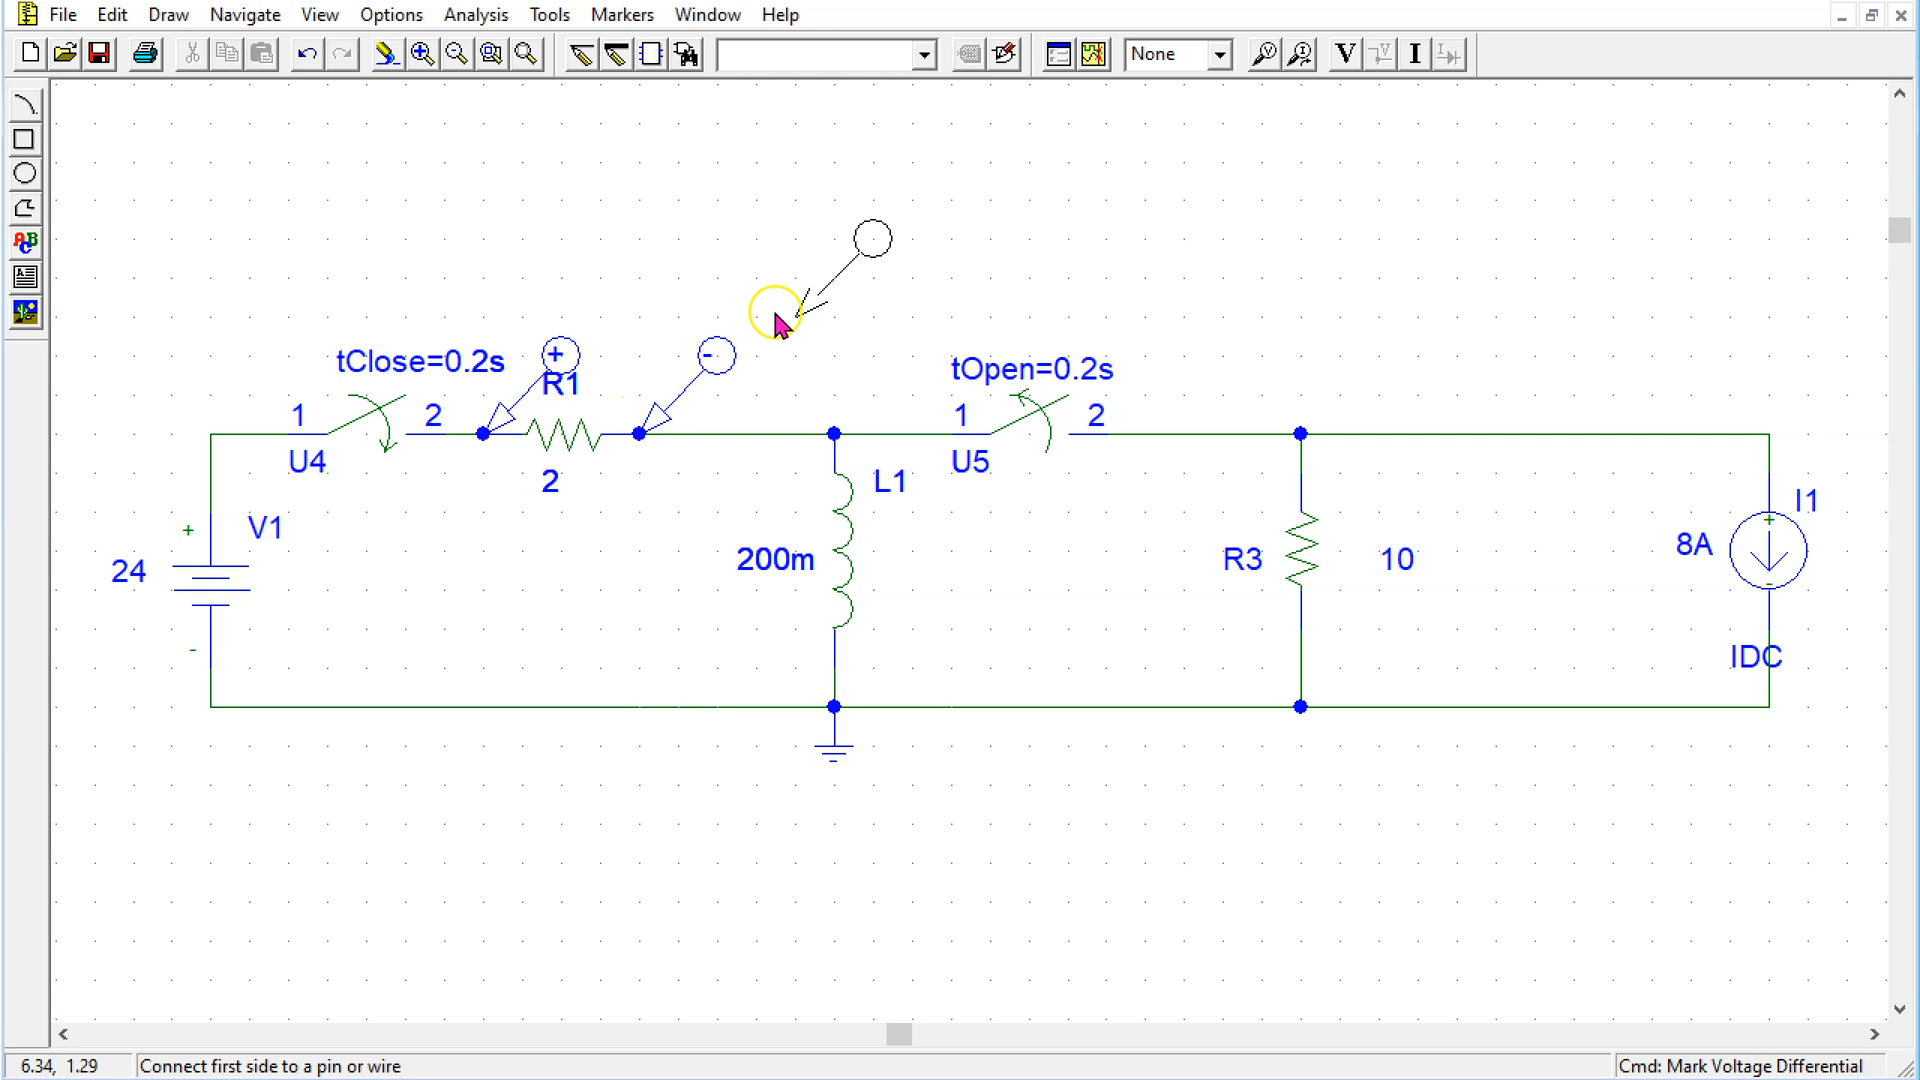 File Edit Draw Navigate View Options Analysis Tools Markers Window Help
None V V I
ABC
A
tClose=0.2s + - tOpen=0.2s
R1
1 2 1 2
U4 2 L1 U5
+ V1 I1
24 200m R3 10 8A + -
- IDC
6.34, 1.29 Connect first side to a pin or wire Cmd: Mark Voltage Differential